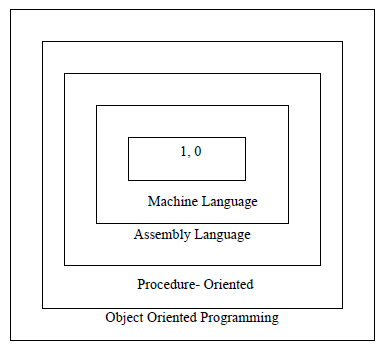 1, 0
Machine Language
Assembly Language
Procedure- Oriented
Object Oriented Programming